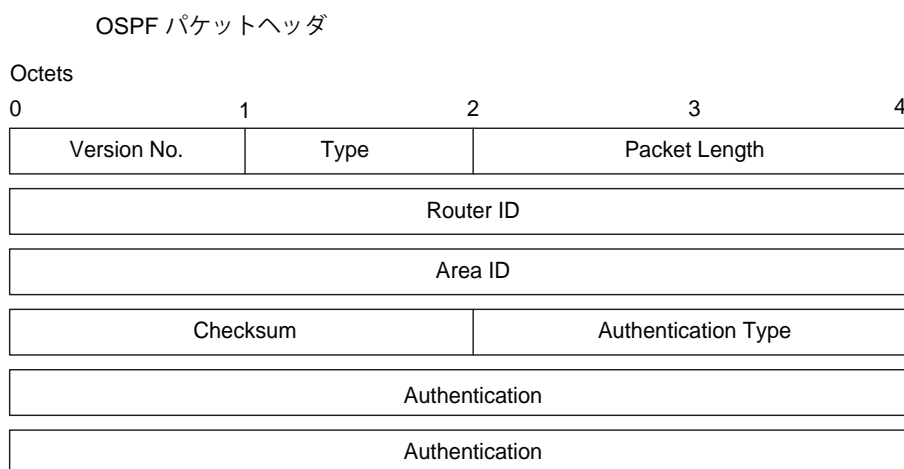 OSPF パケットヘッダ
Octets
0 1 2 3 4
Version No. Type Packet Length
Router ID
Area ID
Checksum Authentication Type
Authentication
Authentication